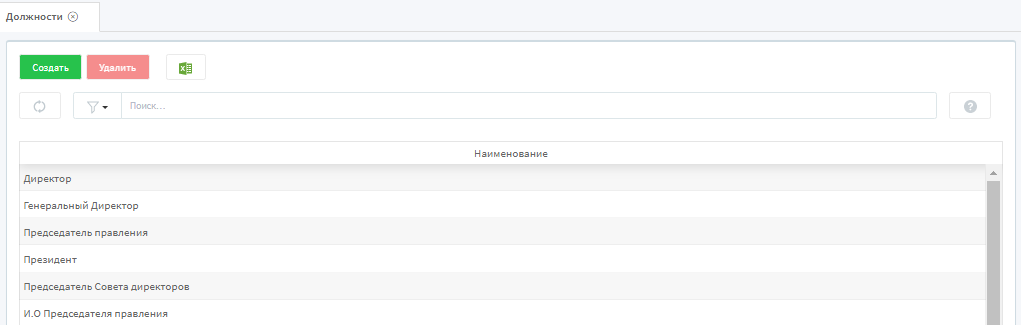 Должности
Создать Удалить
Поиск...
Наименование
Директор
Генеральный Директор
Председатель правления
Президент
Председатель Совета директоров
И.О Председателя правления